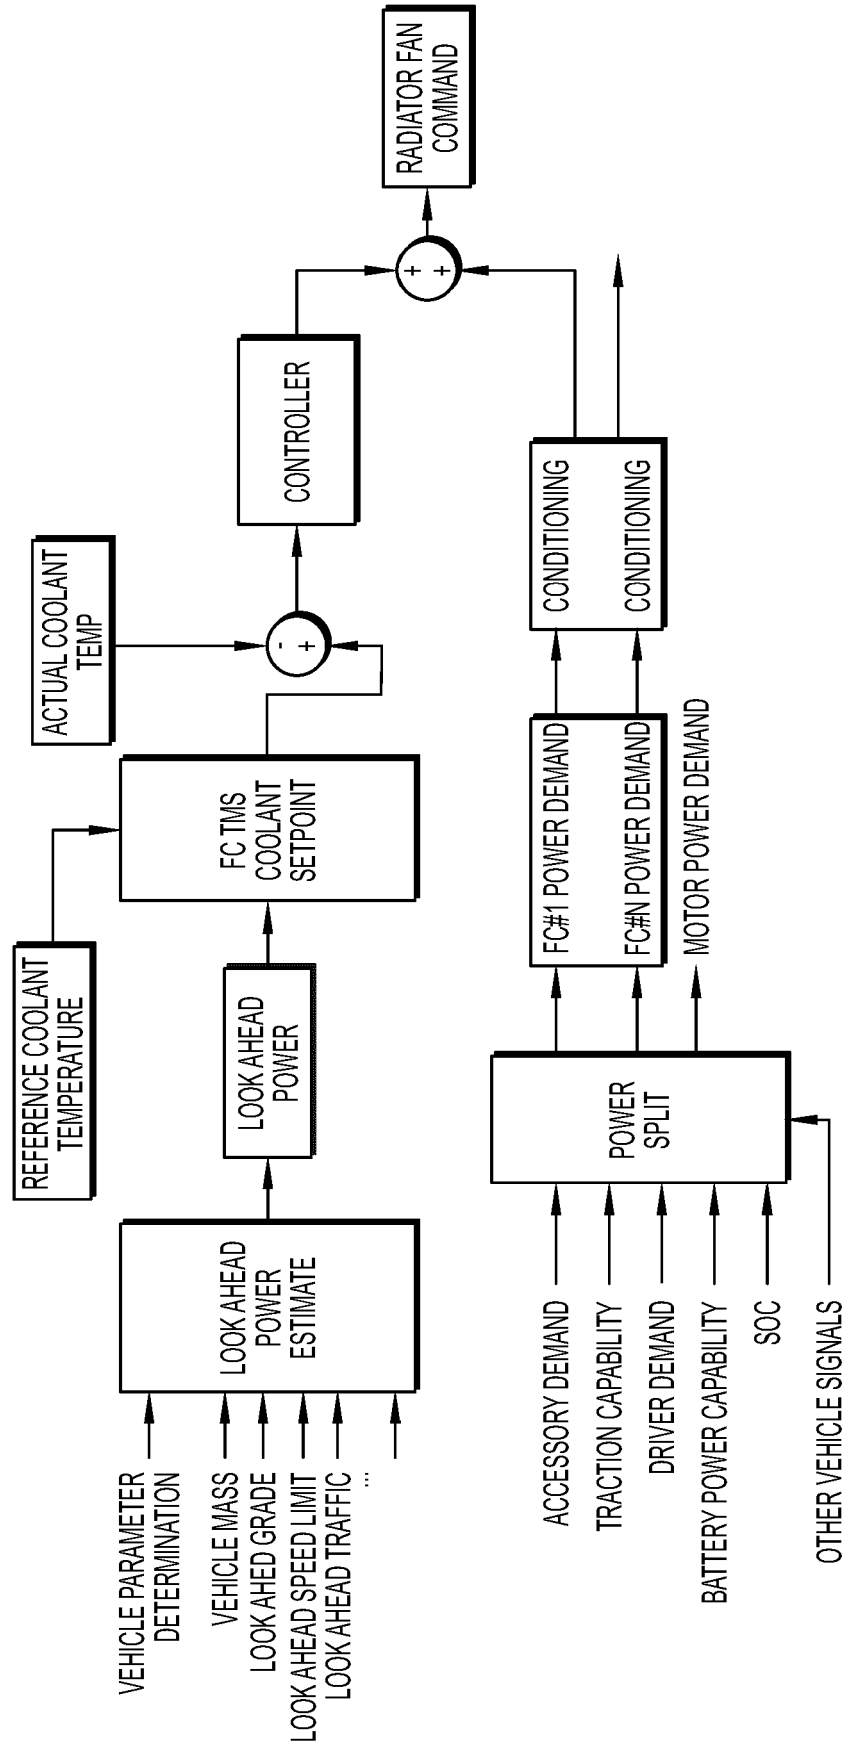 VEHICLE PARAMETER
DETERMINATION
VEHICLE MASS
LOOK AHED GRADE
LOOK AHEAD SPEED LIMIT
LOOK AHEAD TRAFFIC
...
LOOK AHEAD
POWER
ESTIMATE
LOOK AHEAD
POWER
REFERENCE COOLANT
TEMPERATURE
FC TMS
COOLANT
SETPOINT
ACTUAL COOLANT
TEMP
-
+
CONTROLLER
+
+
RADIATOR FAN
COMMAND
ACCESSORY DEMAND
TRACTION CAPABILITY
DRIVER DEMAND
BATTERY POWER CAPABILITY
SOC
OTHER VEHICLE SIGNALS
POWER
SPLIT
FC#1 POWER DEMAND
FC#N POWER DEMAND
MOTOR POWER DEMAND
CONDITIONING
CONDITIONING